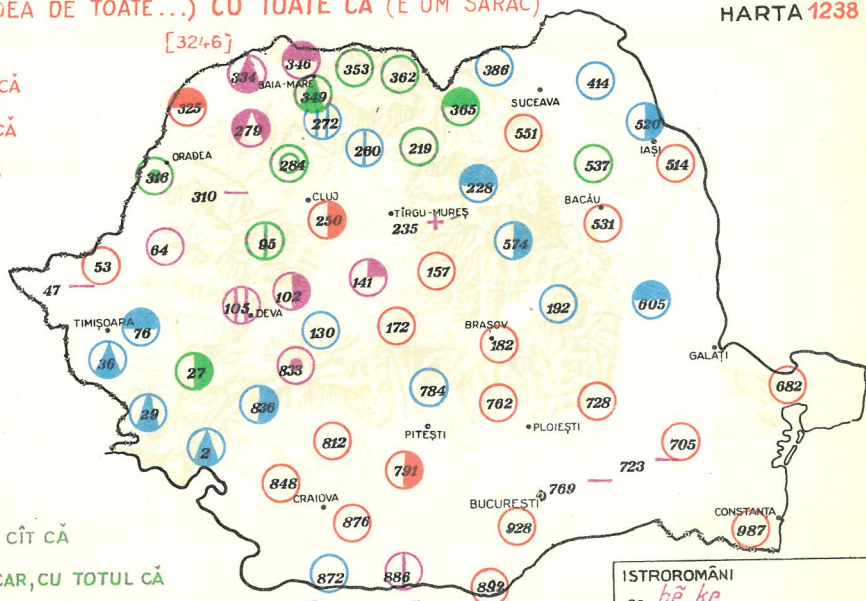 DEA DE TOATE...) CU TOATE CĂ (E OM SĂRAC)
HARTA 1238
[3246]
CĂ
CĂ
334
346
353
362
386
414
BAIA-MARE
349
325
365
SUCEAVA
279
272
551
520
IAȘI
260
219
ORADEA
284
537
514
316
310
228
CLUJ
250
TÎRGU-MUREȘ
235
BACĂU
531
95
574
64
53
157
141
47
102
105
DEVA
192
605
TIMIȘOARA
76
130
172
BRAȘOV
182
GALAȚI
36
833
27
784
682
29
836
762
728
PITEȘTI
PLOIEȘTI
2
812
705
791
723
848
769
BUCUREȘTI
CRAIOVA
876
928
CONSTANȚA
987
CÎT CĂ
872
886
899
CAR, CU TOTUL CĂ
ISTROROMÂNI